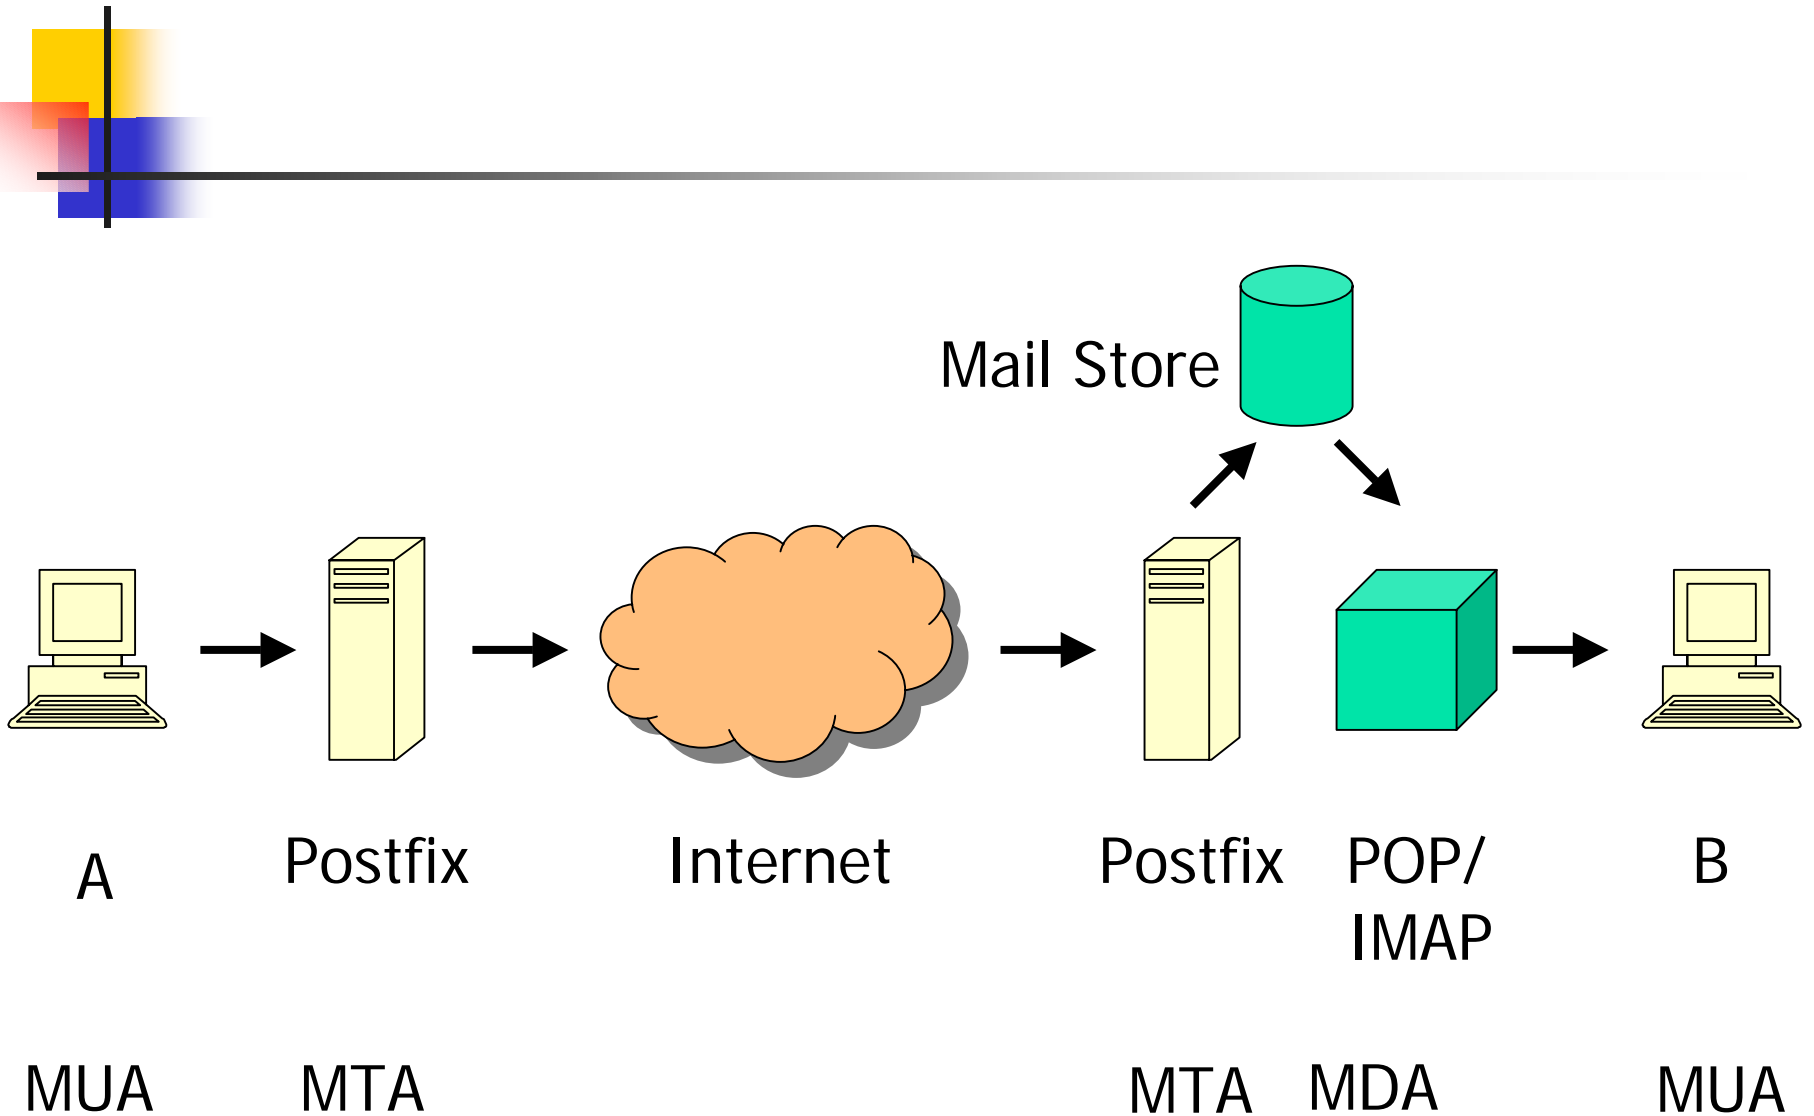 Mail Store
A
Postfix
Internet
Postfix
POP/
IMAP
B
MUA
MTA
MTA
MDA
MUA